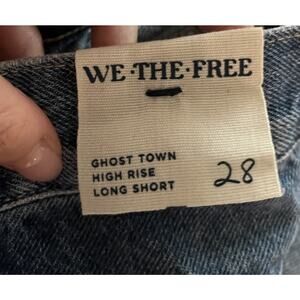 WE·THE·FREE
GHOST TOWN
HIGH RISE
LONG SHORT
28